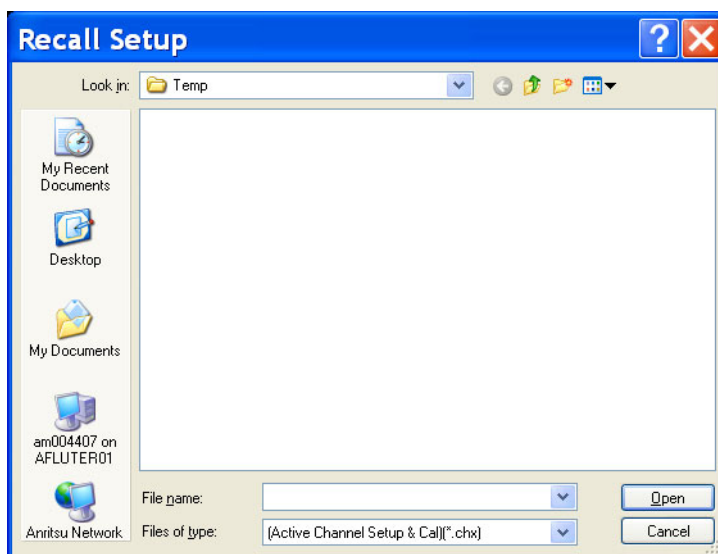 Recall Setup
Look in:
Temp
My Recent
Documents
Desktop
My Documents
am004407 on
AFLUTER01
Anritsu Network
File name:
Open
Files of type:
(Active Channel Setup & Cal)(*.chx)
Cancel